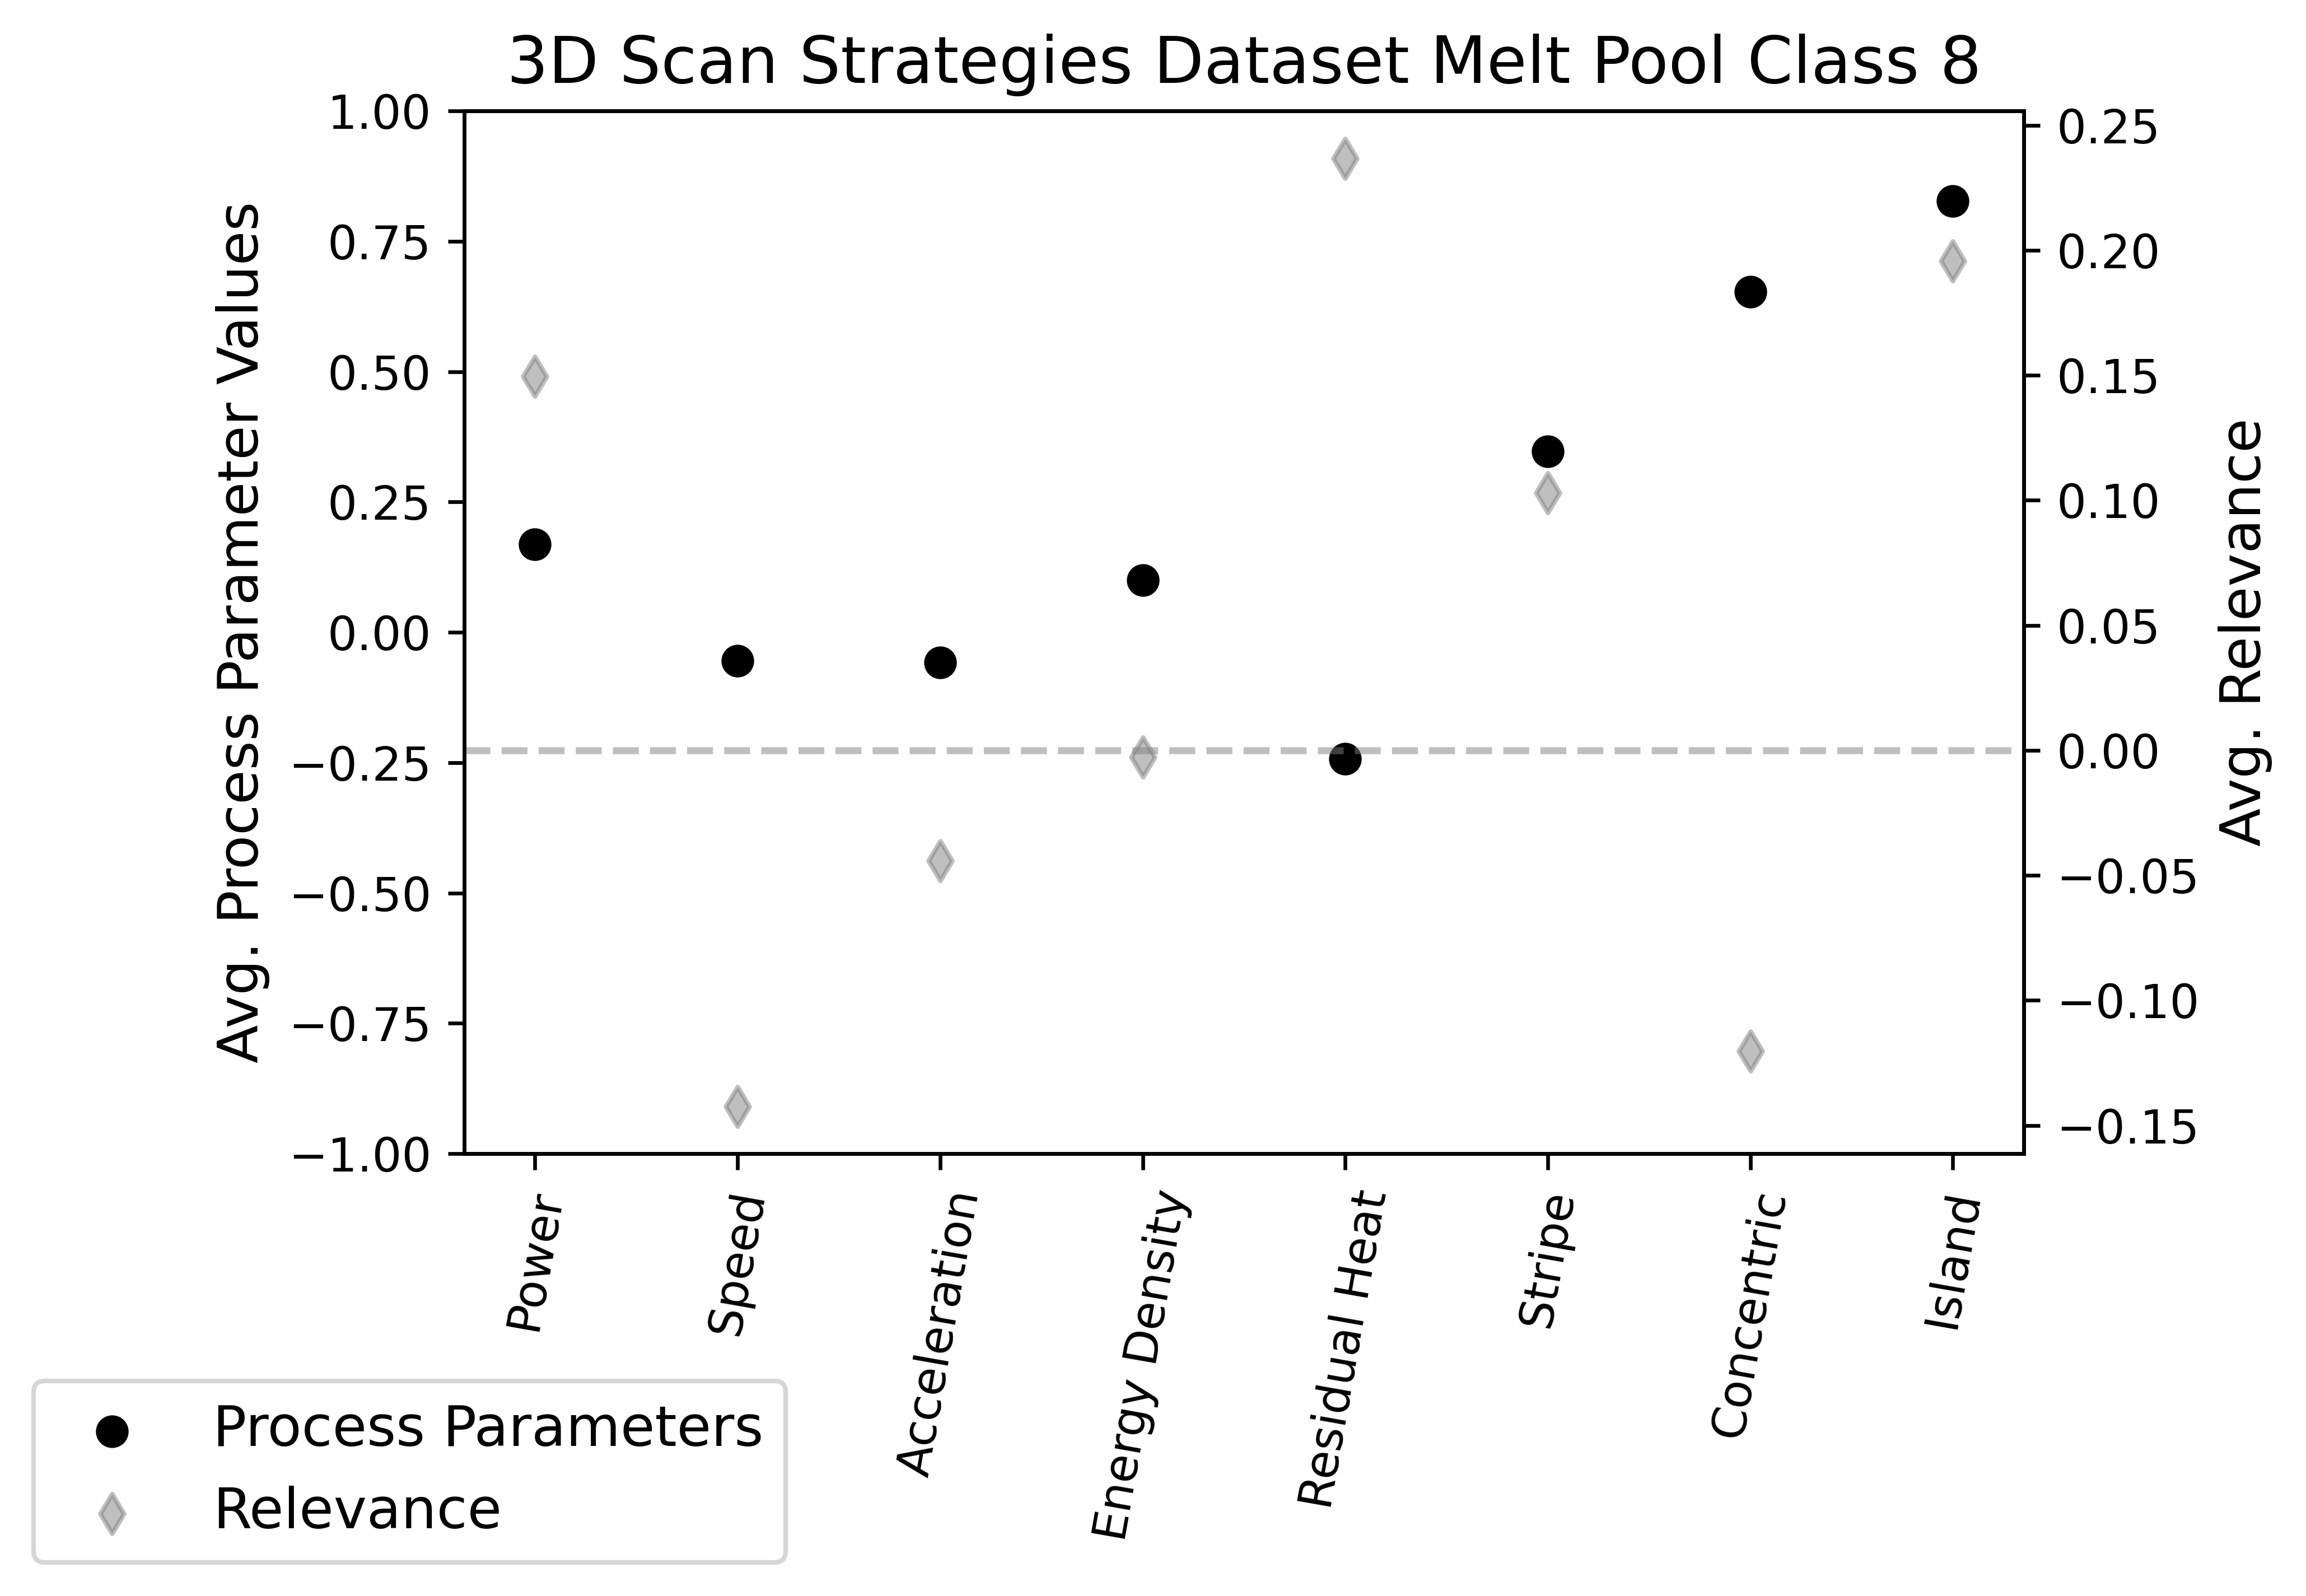 3D Scan Strategies Dataset Melt Pool Class 8
Avg. Process Parameter Values
1.00
0.75
0.50
0.25
0.00
−0.25
−0.50
−0.75
−1.00
0.25
0.20
0.15
0.10
0.05
0.00
−0.05
−0.10
−0.15
Avg. Relevance
Power
Speed
Acceleration
Energy Density
Residual Heat
Stripe
Concentric
Island
Process Parameters
Relevance